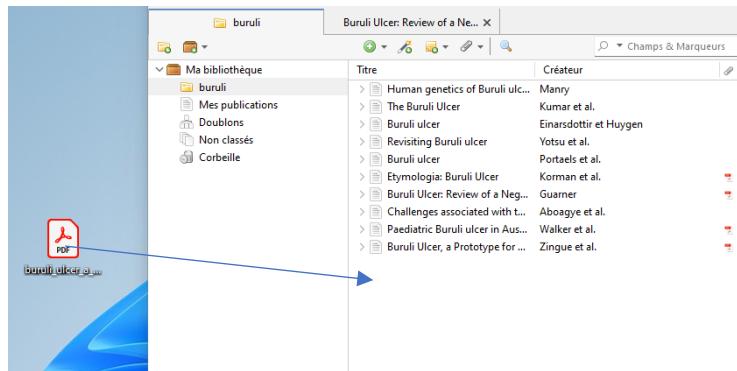 buruli
Buruli Ulcer: Review of a Ne...
Champs & Marqueurs
Ma bibliothèque
buruli
Mes publications
Doublons
Non classés
Corbeille
Titre Créateur
Human genetics of Buruli ulc... Manry
The Buruli Ulcer Kumar et al.
Buruli ulcer Einarsdottir et Huygen
Revisiting Buruli ulcer Yotsu et al.
Buruli ulcer Portaels et al.
Etymologia: Buruli Ulcer Korman et al.
Buruli Ulcer: Review of a Neg... Guarner
Challenges associated with t... Aboagye et al.
Paediatric Buruli ulcer in Aus... Walker et al.
Buruli Ulcer, a Prototype for ... Zingue et al.
PDF
buruli_ulcer_a_...